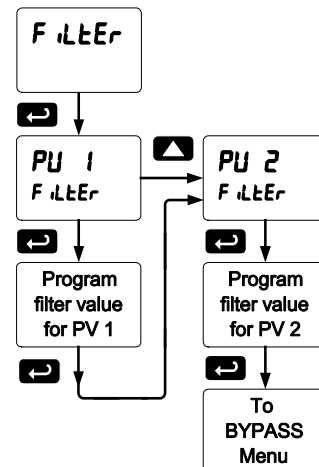 FiLtEr
PV 1
FiLtEr
PV 2
FiLtEr
Program
filter value
for PV 1
Program
filter value
for PV 2
To
BYPASS
Menu